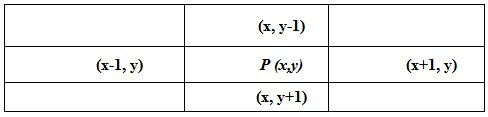 (x, y-1)
(x-1, y) P (x,y) (x+1, y)
(x, y+1)